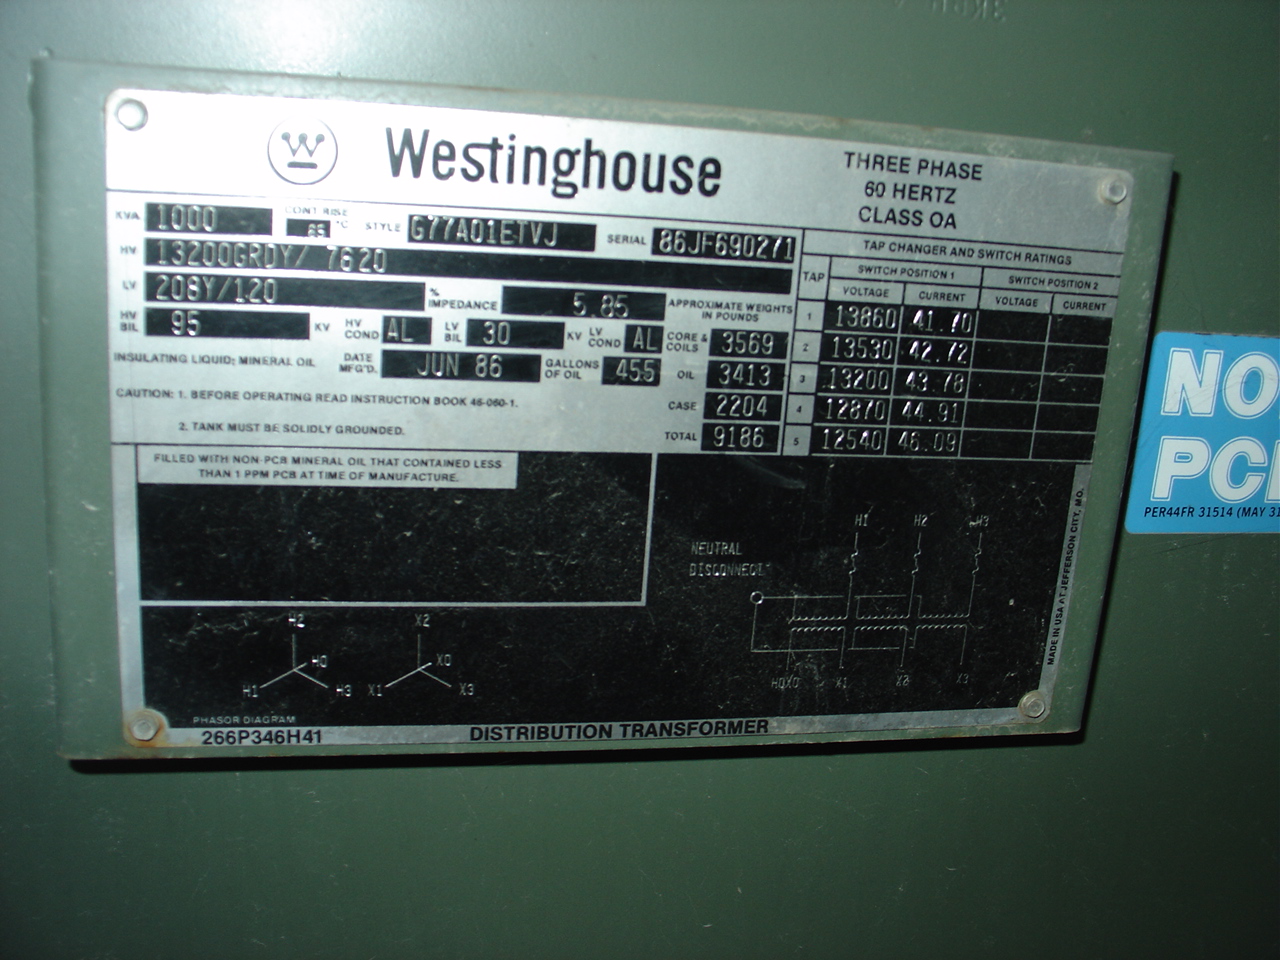 Westinghouse
THREE PHASE
60 HERTZ
CLASS OA
KVA 1000 CONT RISE 65 °C STYLE G77A01ETVJ SERIAL 86JF690271
HV 13200GRDY/ 7620
LV 208Y/120 % IMPEDANCE 5.85
HV BIL 95 KV HV COND AL LV BIL 30 KV LV COND AL
INSULATING LIQUID: MINERAL OIL DATE MF'G'D. JUN 86 GALLONS OF OIL 455
CAUTION: 1. BEFORE OPERATING READ INSTRUCTION BOOK 46-060-1.
2. TANK MUST BE SOLIDLY GROUNDED.
APPROXIMATE WEIGHTS
IN POUNDS
CORE & COILS 3569
OIL 3413
CASE 2204
TOTAL 9186
TAP CHANGER AND SWITCH RATINGS
TAP SWITCH POSITION 1 SWITCH POSITION 2
VOLTAGE CURRENT VOLTAGE CURRENT
1 13860 41.70
2 13530 42.72
3 13200 43.78
4 12870 44.91
5 12540 46.09
FILLED WITH NON-PCB MINERAL OIL THAT CONTAINED LESS
THAN 1 PPM PCB AT TIME OF MANUFACTURE.
H2
H0
H1 H3
X2
X0
X1 X3
H1 H2 H3
NEUTRAL
DISCONNECT
H0X0 X1 X2 X3
PHASOR DIAGRAM
266P346H41
DISTRIBUTION TRANSFORMER
MADE IN USA AT JEFFERSON CITY, MO.
NO
PC
PER44FR 31514 (MAY 31